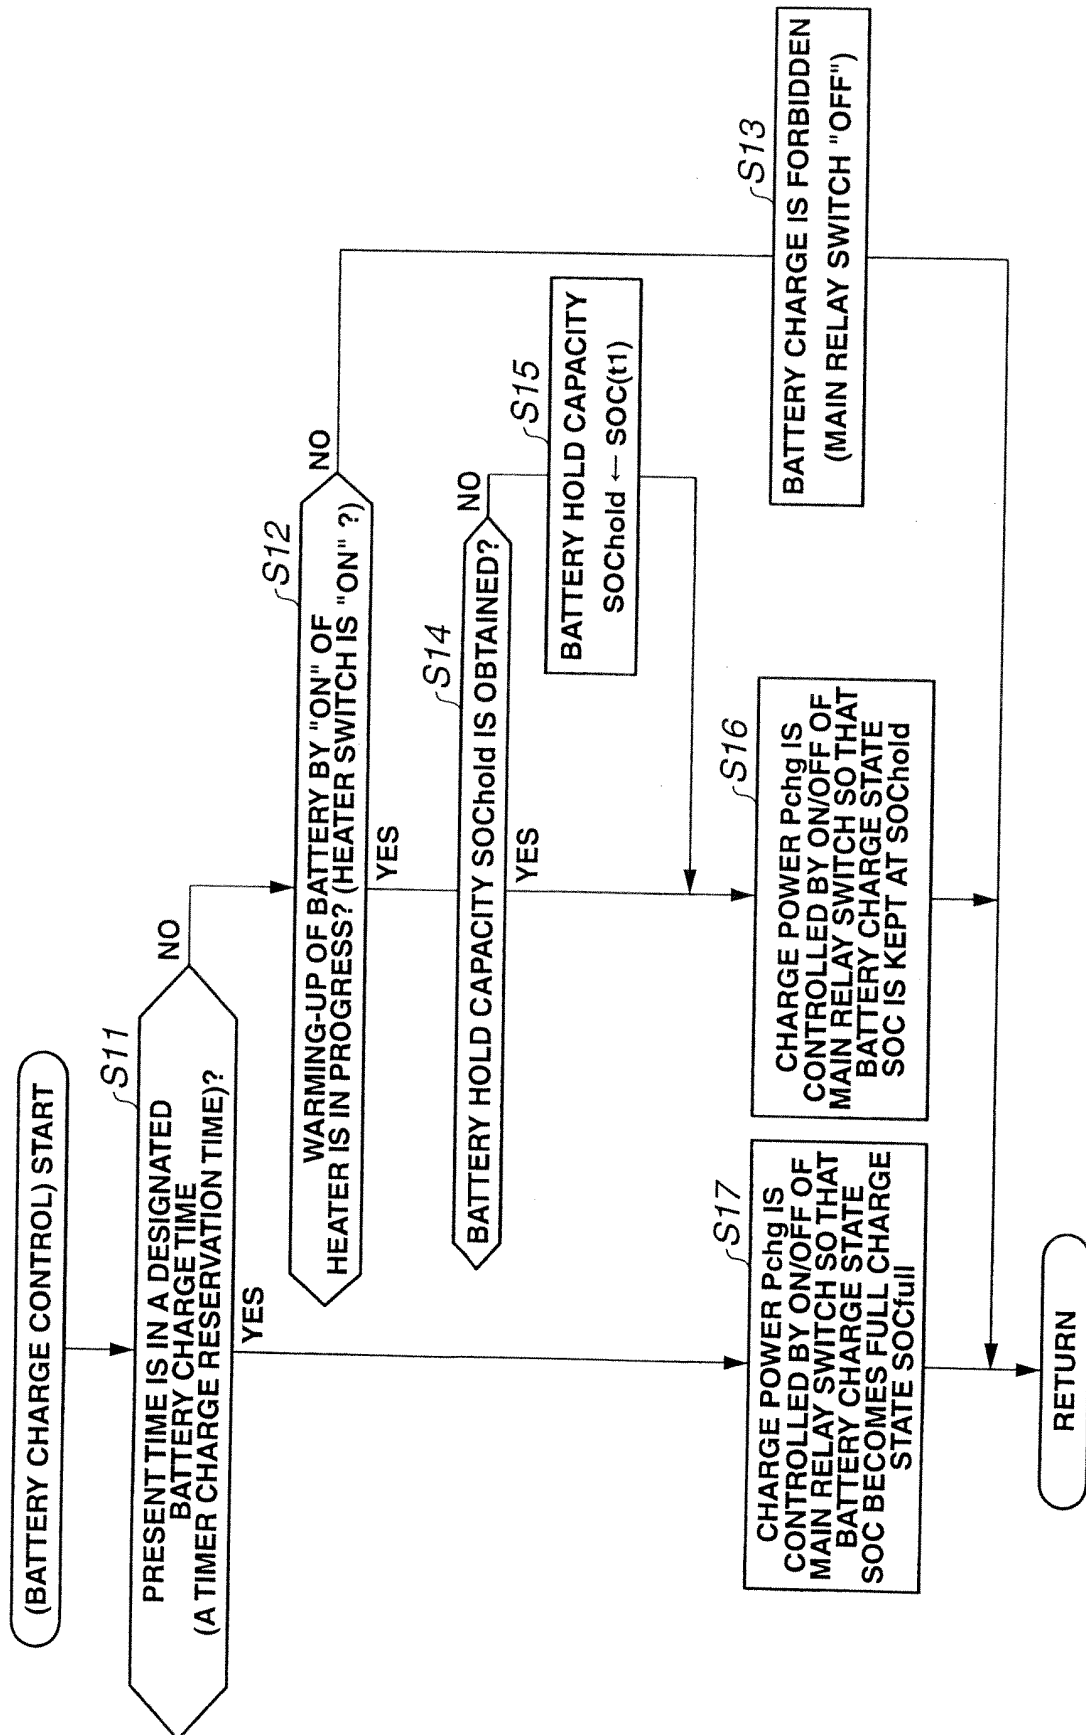 (BATTERY CHARGE CONTROL) START
S11
PRESENT TIME IS IN A DESIGNATED
BATTERY CHARGE TIME
(A TIMER CHARGE RESERVATION TIME)?
NO
YES
S12
WARMING-UP OF BATTERY BY "ON" OF
HEATER IS IN PROGRESS? (HEATER SWITCH IS "ON" ?)
NO
YES
S14
BATTERY HOLD CAPACITY SOChold IS OBTAINED?
NO
YES
S15
BATTERY HOLD CAPACITY
SOChold ← SOC(t1)
S13
BATTERY CHARGE IS FORBIDDEN
(MAIN RELAY SWITCH "OFF")
S17
CHARGE POWER Pchg IS
CONTROLLED BY ON/OFF OF
MAIN RELAY SWITCH SO THAT
BATTERY CHARGE STATE
SOC BECOMES FULL CHARGE
STATE SOCfull
S16
CHARGE POWER Pchg IS
CONTROLLED BY ON/OFF OF
MAIN RELAY SWITCH SO THAT
BATTERY CHARGE STATE
SOC IS KEPT AT SOChold
RETURN